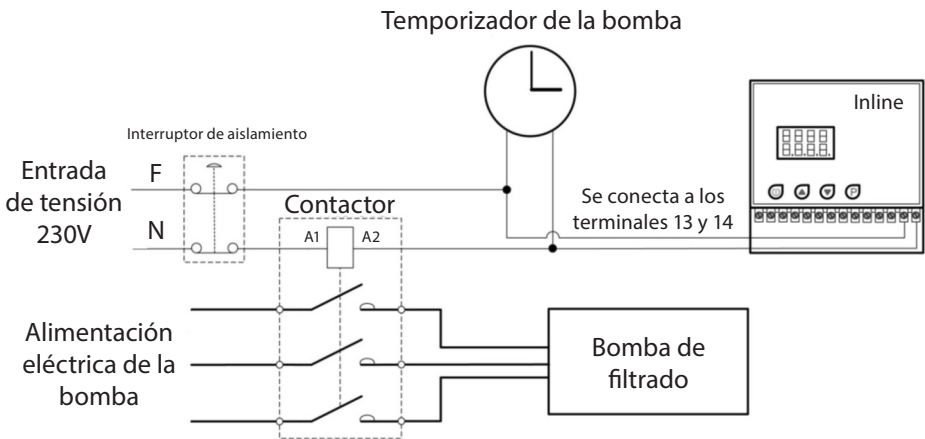 Temporizador de la bomba
Inline
Interruptor de aislamiento
Entrada
de tensión
230V
F
N
Contactor
A1 A2
Se conecta a los
terminales 13 y 14
P
Alimentación
eléctrica de la
bomba
Bomba de
filtrado